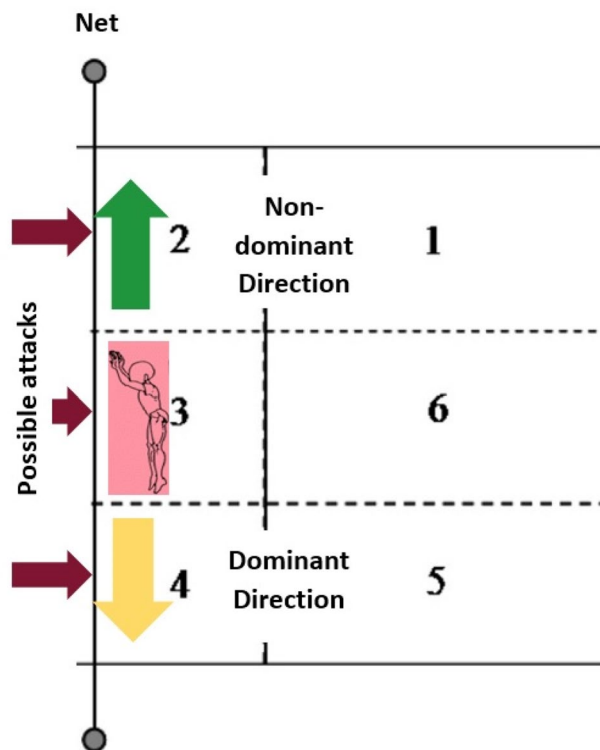 Net
Non-
dominant
Direction
2
1
Possible attacks
3
6
Dominant
Direction
4
5